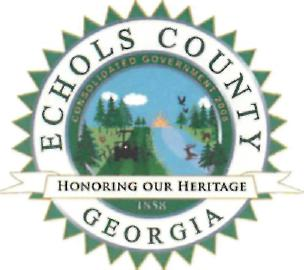 ECHOLS COUNTY
CONSOLIDATED GOVERNMENT 2008
HONORING OUR HERITAGE
1858
GEORGIA